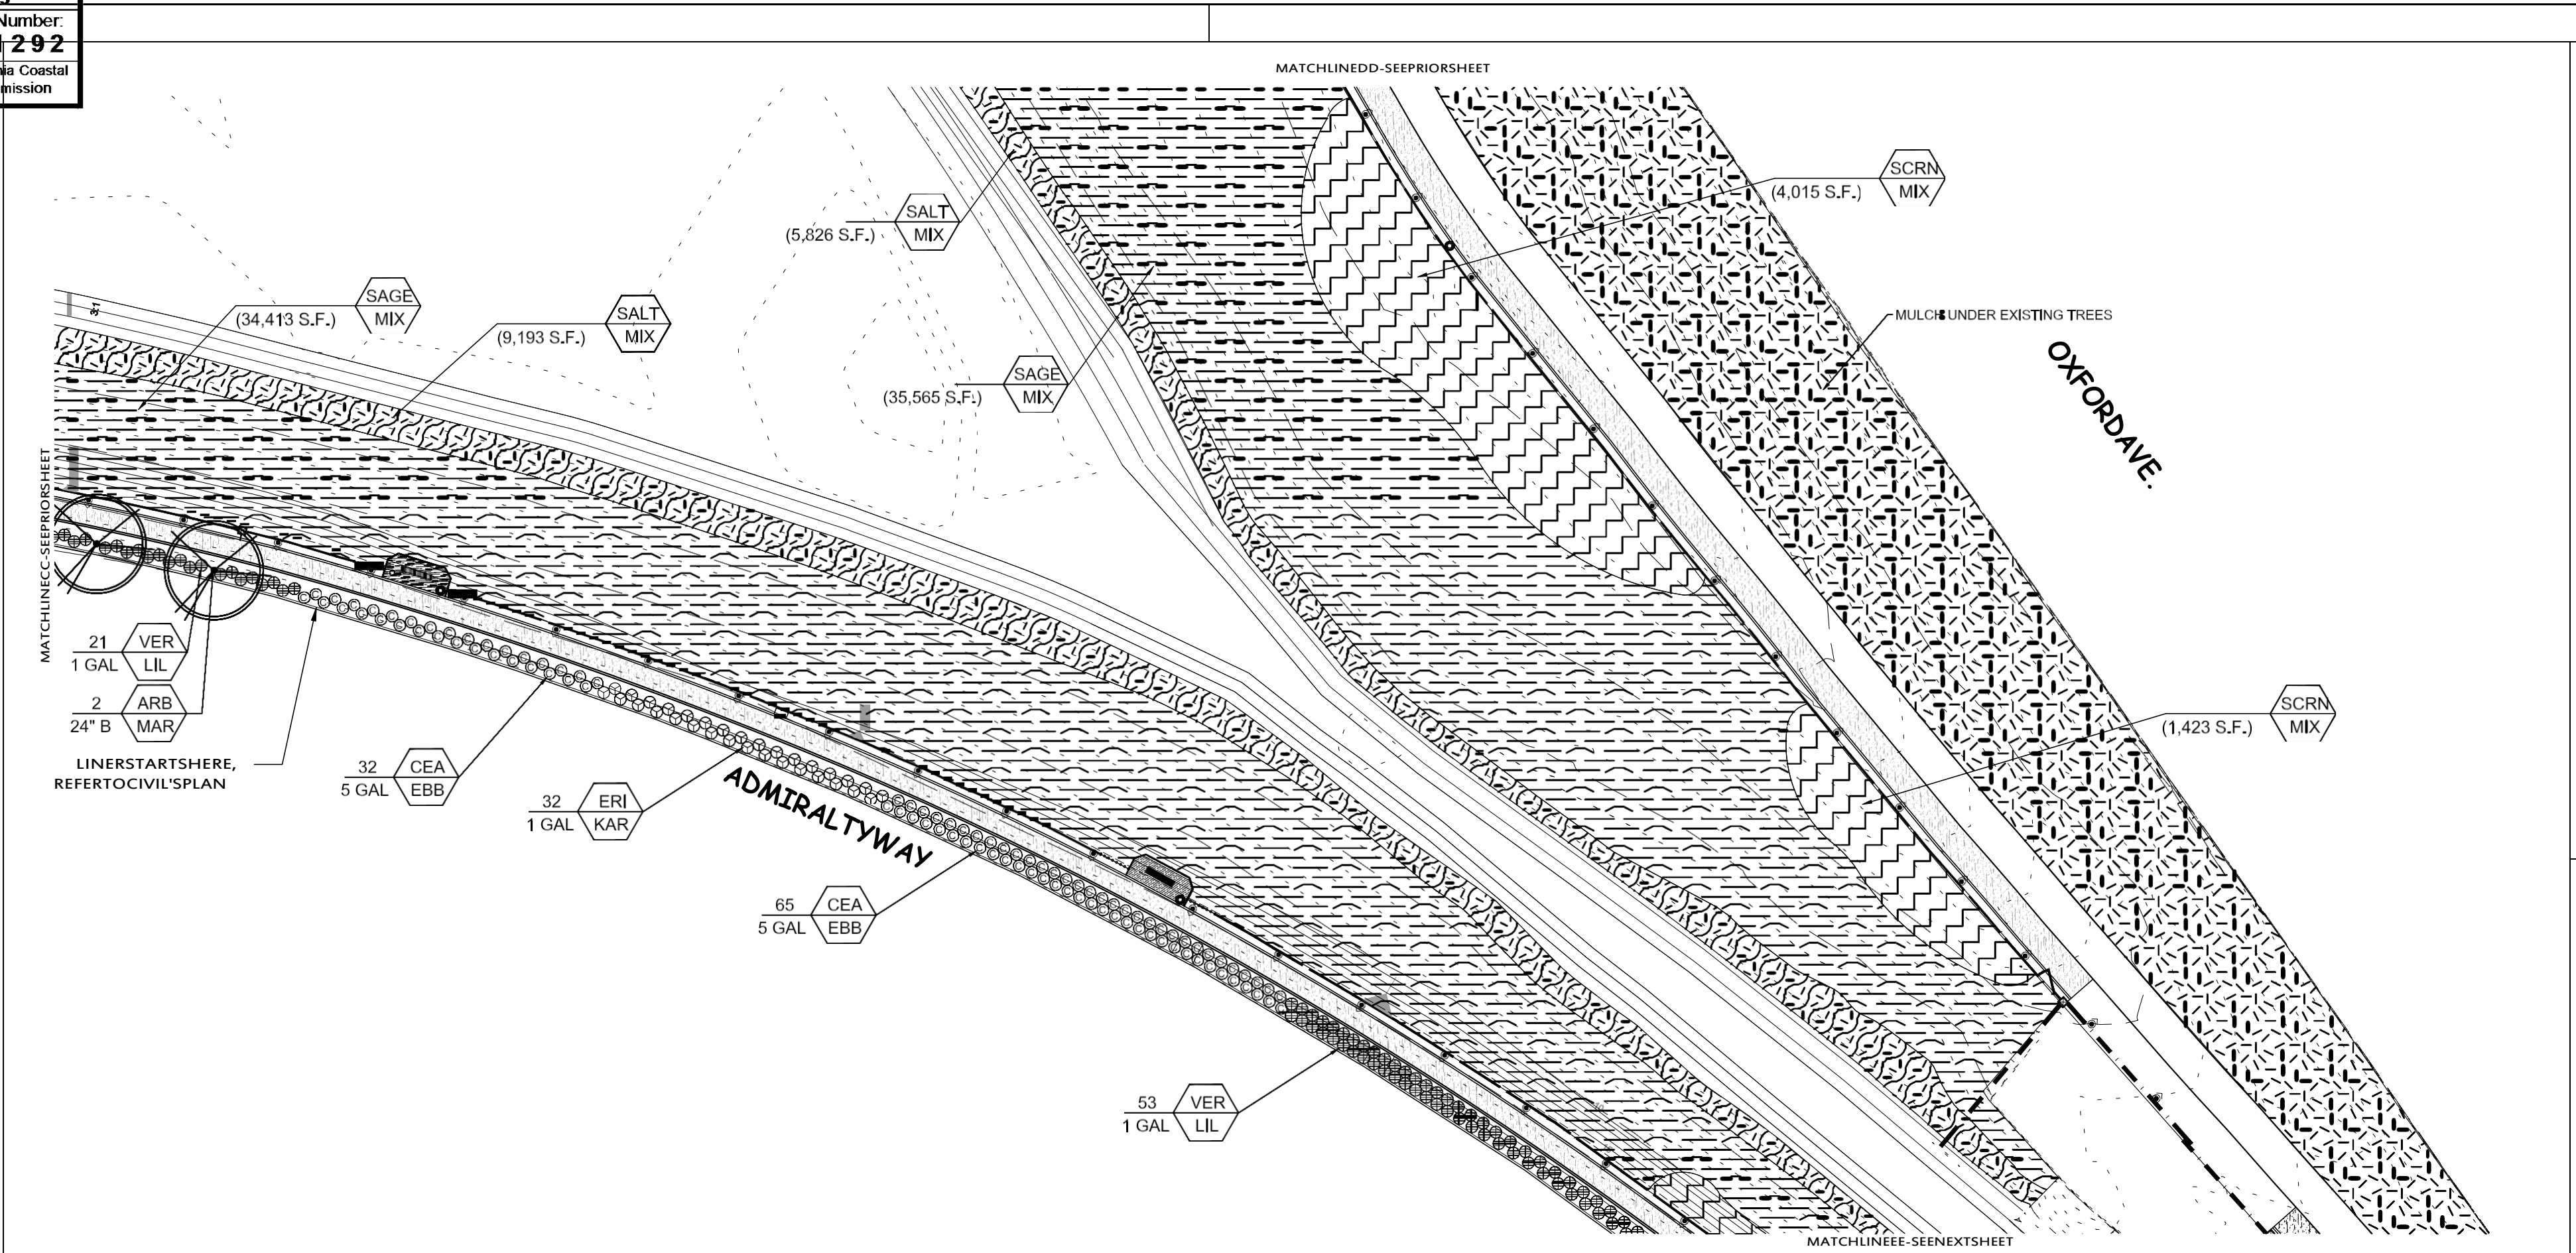 Number:
1292
nia Coastal
mission
MATCHLINEDD-SEEPRIORSHEET
SCRN
(4,015 S.F.) MIX
SALT
(5,826 S.F.) MIX
SAGE
(34,413 S.F.) MIX
SALT
(9,193 S.F.) MIX
MULCH UNDER EXISTING TREES
OXFORDAVE.
SAGE
(35,565 S.F.) MIX
MATCHLINECC-SEEPRIORSHEET
21 VER
1 GAL LIL
2 ARB
24" B MAR
LINERSTARTSHERE,
REFERTOCIVIL'SPLAN
32 CEA
5 GAL EBB
32 ERI
1 GAL KAR
ADMIRALTYWAY
SCRN
(1,423 S.F.) MIX
65 CEA
5 GAL EBB
53 VER
1 GAL LIL
MATCHLINEEE-SEENEXTSHEET